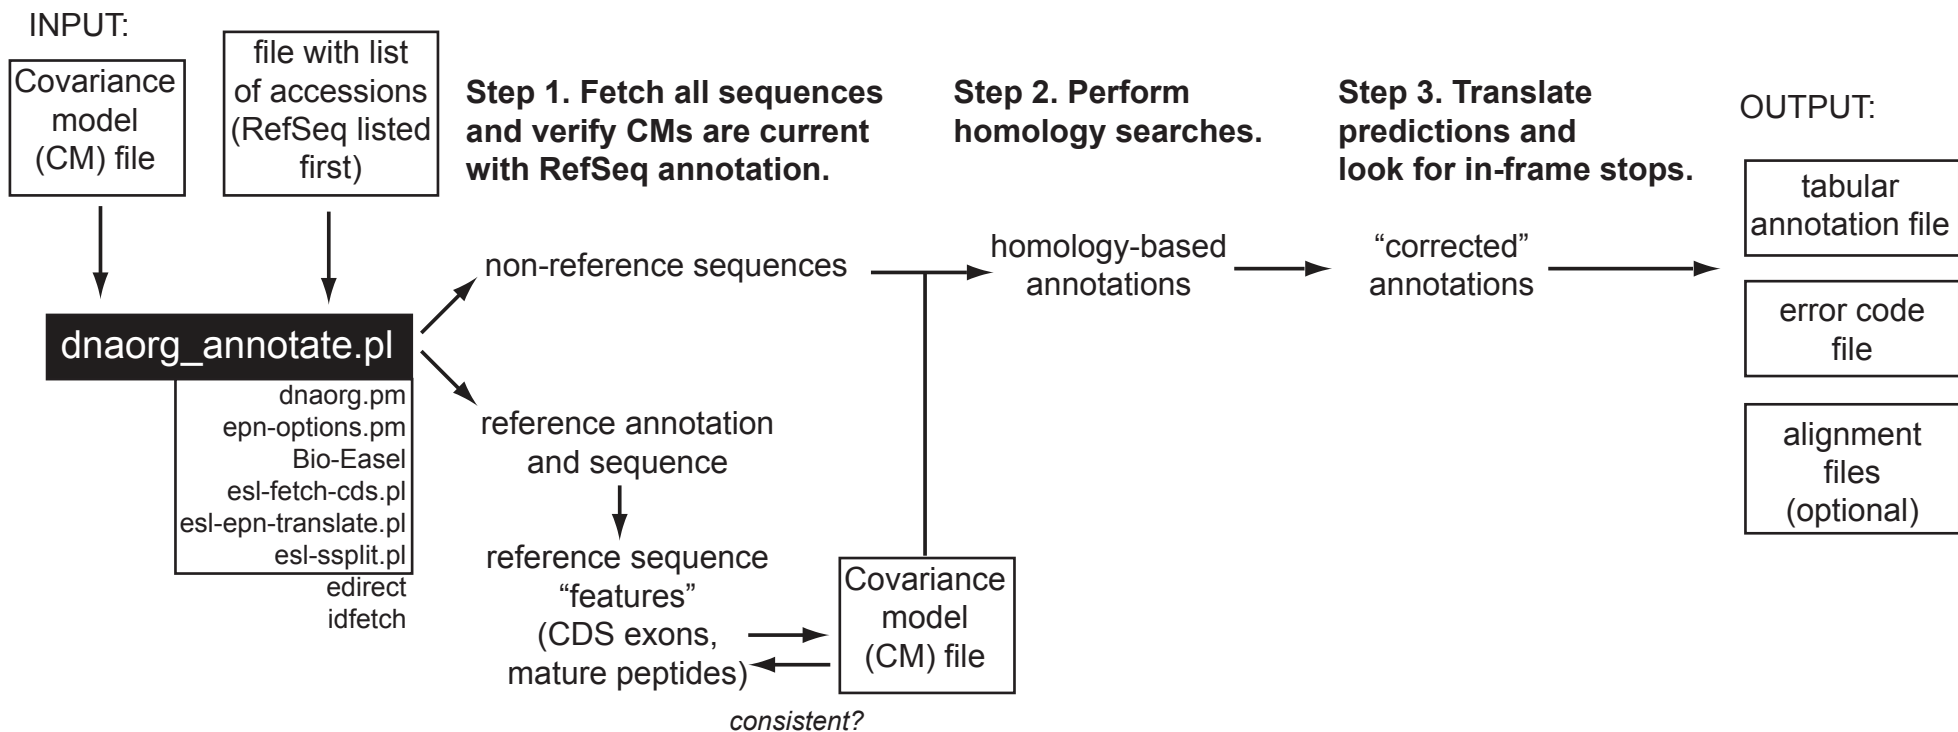 INPUT:
Covariance
model
(CM) file
file with list
of accessions
(RefSeq listed
first)
Step 1. Fetch all sequences
and verify CMs are current
with RefSeq annotation.
Step 2. Perform
homology searches.
Step 3. Translate
predictions and
look for in-frame stops.
OUTPUT:
dnaorg_annotate.pl
dnaorg.pm
epn-options.pm
Bio-Easel
esl-fetch-cds.pl
esl-epn-translate.pl
esl-ssplit.pl
edirect
idfetch
non-reference sequences
reference annotation
and sequence
reference sequence
“features”
(CDS exons,
mature peptides)
Covariance
model
(CM) file
consistent?
homology-based
annotations
“corrected”
annotations
tabular
annotation file
error code
file
alignment
files
(optional)